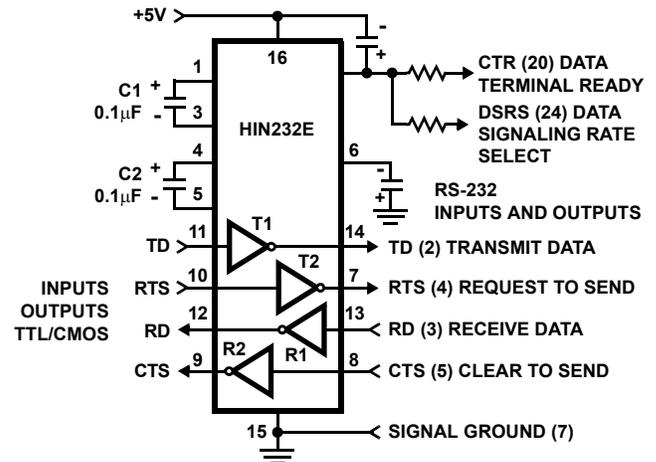 +5V
-
+
16
1
C1
+
0.1µF
-
3
HIN232E
CTR (20) DATA
TERMINAL READY
DSRS (24) DATA
SIGNALING RATE
SELECT
4
C2
+
0.1µF
-
5
6
-
+
RS-232
INPUTS AND OUTPUTS
TD
11
T1
14
TD (2) TRANSMIT DATA
INPUTS
OUTPUTS
TTL/CMOS
RTS
10
T2
7
RTS (4) REQUEST TO SEND
RD
12
R1
13
RD (3) RECEIVE DATA
CTS
9
R2
8
CTS (5) CLEAR TO SEND
15
SIGNAL GROUND (7)